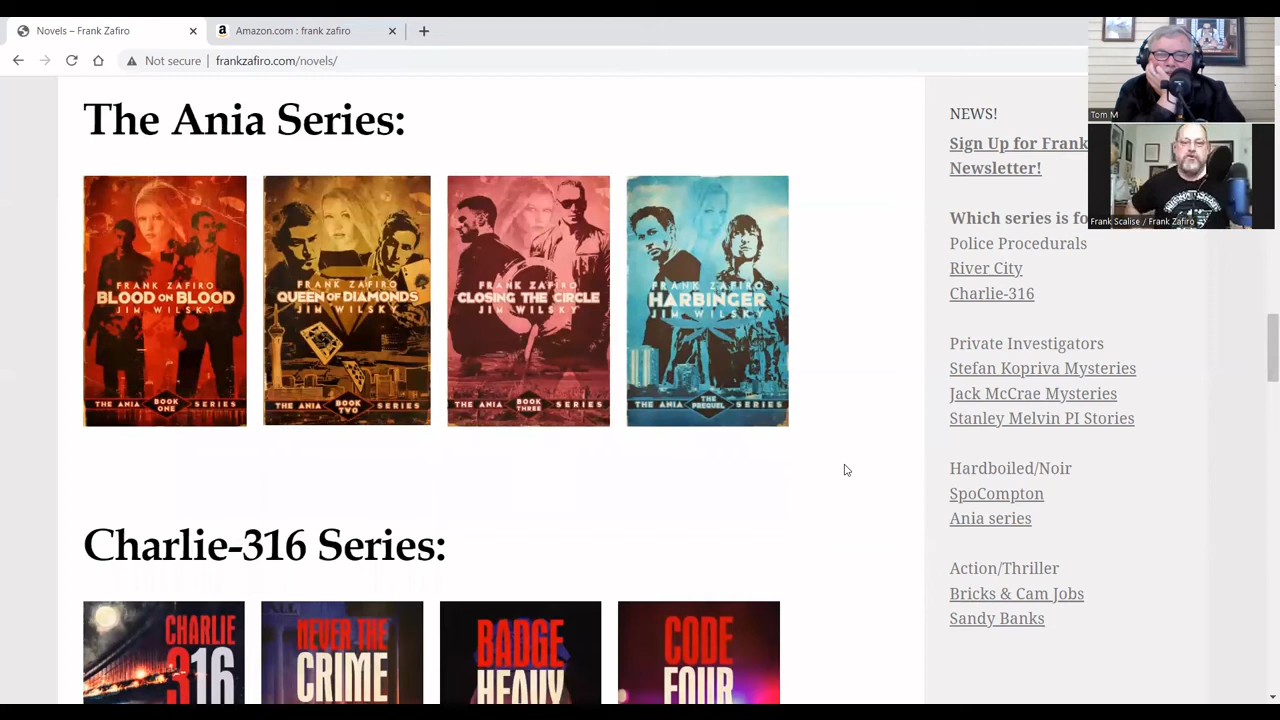 Novels – Frank Zafiro
Amazon.com : frank zafiro
Not secure
frankzafiro.com/novels/
The Ania Series:
FRANK ZAFIRO
BLOOD ON BLOOD
JIM WILSKY
THE ANIA BOOK ONE SERIES
FRANK ZAFIRO
QUEEN OF DIAMONDS
JIM WILSKY
THE ANIA BOOK TWO SERIES
FRANK ZAFIRO
CLOSING THE CIRCLE
JIM WILSKY
THE ANIA BOOK THREE SERIES
FRANK ZAFIRO
HARBINGER
JIM WILSKY
THE ANIA THE PREQUEL SERIES
Charlie-316 Series:
CHARLIE
316
NEVER THE
CRIME
BADGE
HEAVY
CODE
FOUR
NEWS!
Sign Up for Frank
Newsletter!
Which series is fo
Police Procedurals
River City
Charlie-316
Private Investigators
Stefan Kopriva Mysteries
Jack McCrae Mysteries
Stanley Melvin PI Stories
Hardboiled/Noir
SpoCompton
Ania series
Action/Thriller
Bricks & Cam Jobs
Sandy Banks
Tom M
Frank Scalise / Frank Zafiro